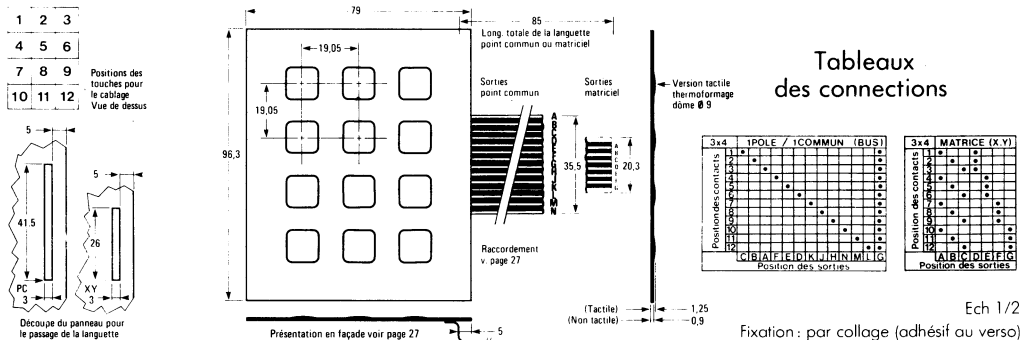 1 2 3
4 5 6
7 8 9
10 11 12
Positions des
touches pour
le cablage
Vue de dessus
5
41.5
PC
3
5
26
XY
3
Découpe du panneau pour
le passage de la languette
79
19,05
19,05
96,3
Présentation en façade voir page 27
5
85
Long. totale de la languette
point commun ou matriciel
Sorties
point commun
Sorties
matriciel
35,5
20,3
Raccordement
v. page 27
Version tactile
thermoformage
dôme Ø 9
(Tactile) 1,25
(Non tactile) 0,9
Tableaux
des connections
3x4 1POLE / 1COMMUN (BUS)
Position des contacts
1
2
3
4
5
6
7
8
9
10
11
12
C B A F E D K J H N M L G
Position des sorties
3x4 MATRICE (X.Y)
Position des contacts
1
2
3
4
5
6
7
8
9
10
11
12
A B C D E F G
Position des sorties
Ech 1/2
Fixation : par collage (adhésif au verso)